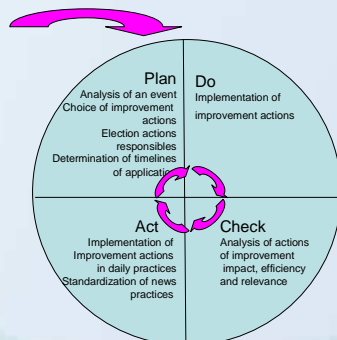 Plan
Analysis of an event
Choice of improvement
actions
Election actions
responsibles
Determination of timelines
of applicatio
Do
Implementation of
improvement actions
Act
Implementation of
Improvement actions
in daily practices
Standardization of news
practices
Check
Analysis of actions
of improvement
impact, efficiency
and relevance